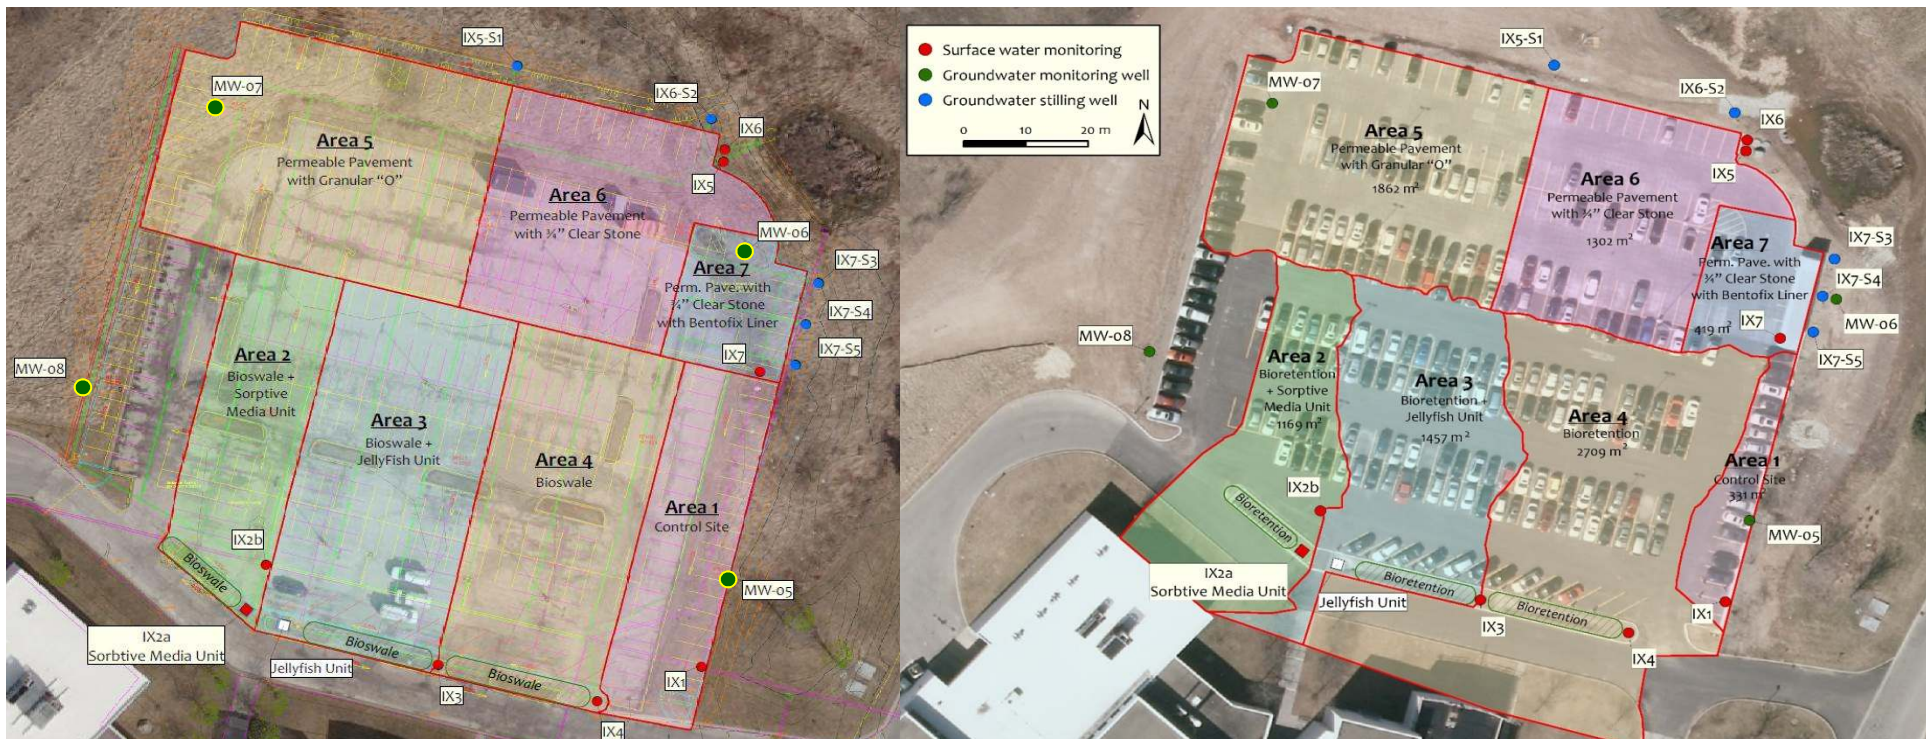 IX5-S1
MW-07
IX6-S2
IX6
Area 5
Permeable Pavement
with Granular “O”
IX5
Area 6
Permeable Pavement
with ¾” Clear Stone
MW-06
Area 7
Perm. Pave. with
¾” Clear Stone
with Bentofix Liner
IX7-S3
IX7-S4
IX7-S5
IX7
MW-08
Area 2
Bioswale +
Sorptive
Media Unit
Area 3
Bioswale +
JellyFish Unit
Area 4
Bioswale
Area 1
Control Site
IX2b
Bioswale
MW-05
IX2a
Sorbtive Media Unit
Jellyfish Unit
Bioswale
IX3
Bioswale
IX4
IX1
Surface water monitoring
Groundwater monitoring well
Groundwater stilling well
N
0 10 20 m
IX5-S1
MW-07
IX6-S2
IX6
Area 5
Permeable Pavement
with Granular “O”
1862 m²
IX5
Area 6
Permeable Pavement
with ¾” Clear Stone
1302 m²
Area 7
Perm. Pave. with
¾” Clear Stone
with Bentofix Liner
419 m²
IX7-S3
IX7-S4
MW-06
IX7
IX7-S5
MW-08
Area 2
Bioretention
+ Sorptive
Media Unit
1169 m²
Area 3
Bioretention +
Jellyfish Unit
1457 m²
Area 4
Bioretention
2709 m²
Area 1
Control Site
331 m²
IX2b
Bioretention
MW-05
IX2a
Sorbtive Media Unit
Jellyfish Unit
Bioretention
IX3
Bioretention
IX4
IX1